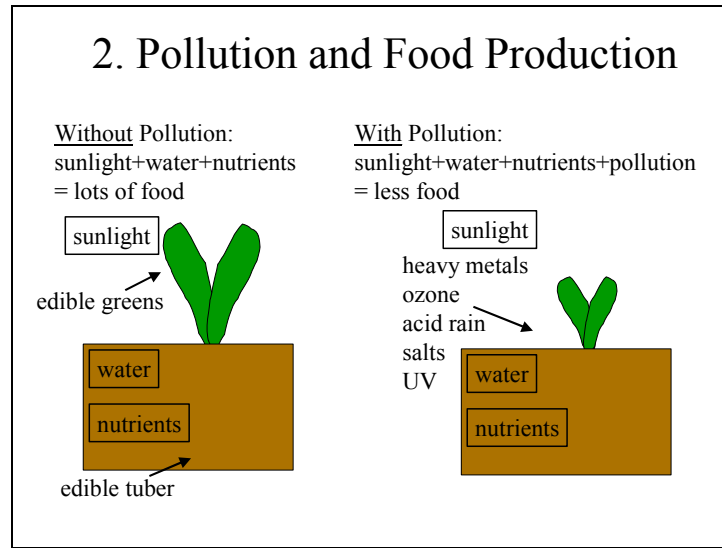 2. Pollution and Food Production
Without Pollution:
sunlight+water+nutrients
= lots of food
sunlight
edible greens
water
nutrients
edible tuber
With Pollution:
sunlight+water+nutrients+pollution
= less food
sunlight
heavy metals
ozone
acid rain
salts
UV
water
nutrients